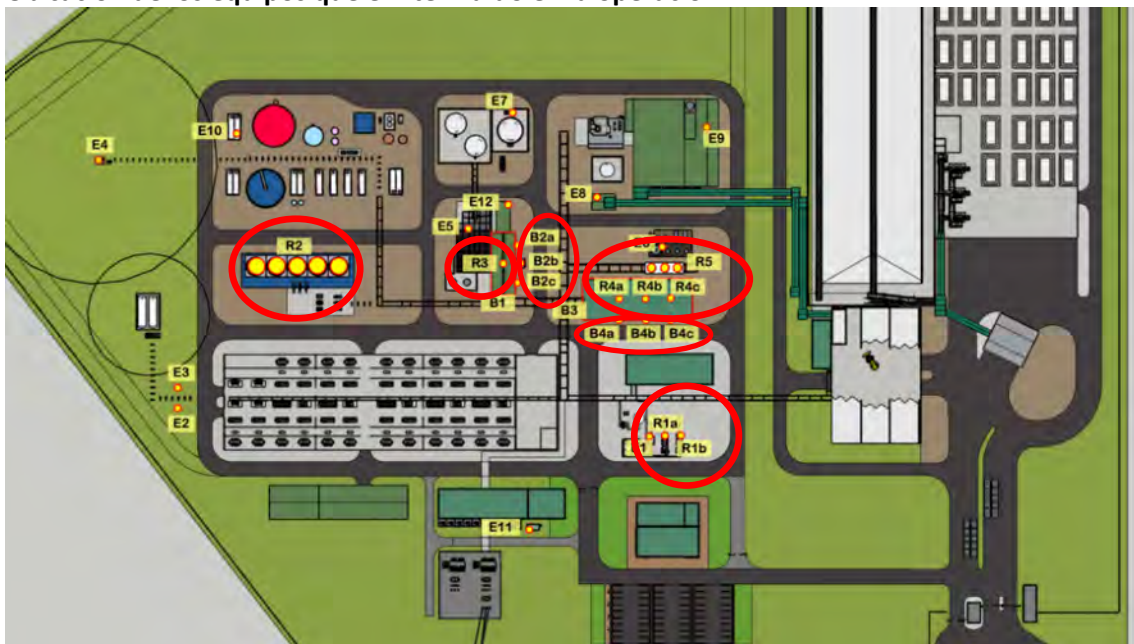 E7
E10
E9
E4
E8
E12
E5
B2a
R2
E6
B2b
R5
R3
B2c
R4a R4b R4c
B1
B3
B4a B4b B4c
E3
E2
R1a
R1b
E11